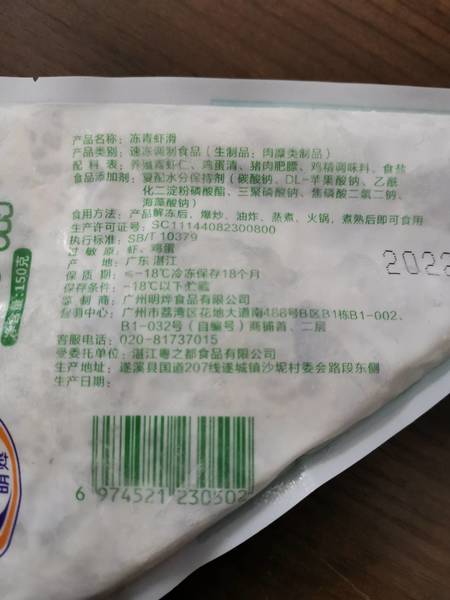 产品名称: 冻青虾滑
产品类别: 速冻调制食品（生制品：肉糜类制品）
配 料 表: 养殖青虾仁、鸡蛋清、猪肉肥膘、鸡精调味料、食盐
食品添加剂: 复配水分保持剂（碳酸钠、DL-苹果酸钠、乙酰
化二淀粉磷酸酯、三聚磷酸钠、焦磷酸二氢二钠、
海藻酸钠）
食用方法: 产品解冻后，爆炒、油炸、蒸煮、火锅，煮熟后即可食用
生产许可证号: SC11144082300800
执行标准: SB/T 10379
过 敏 原: 虾、鸡蛋
产 地: 广东 湛江
保 质 期: ≤-18℃冷冻保存18个月
保存条件: -18℃以下贮藏
监 制 商: 广州明烨食品有限公司
营销中心: 广州市荔湾区花地大道南488号B区B1栋B1-002、
B1-032号（自编号）商铺首、二层
客服电话: 020-81737015
受委托单位: 湛江粤之都食品有限公司
生产地址: 遂溪县国道207线遂城镇沙坭村委会路段东侧
生产日期:
2022
净含量:150克
明烨
6 974521 230502